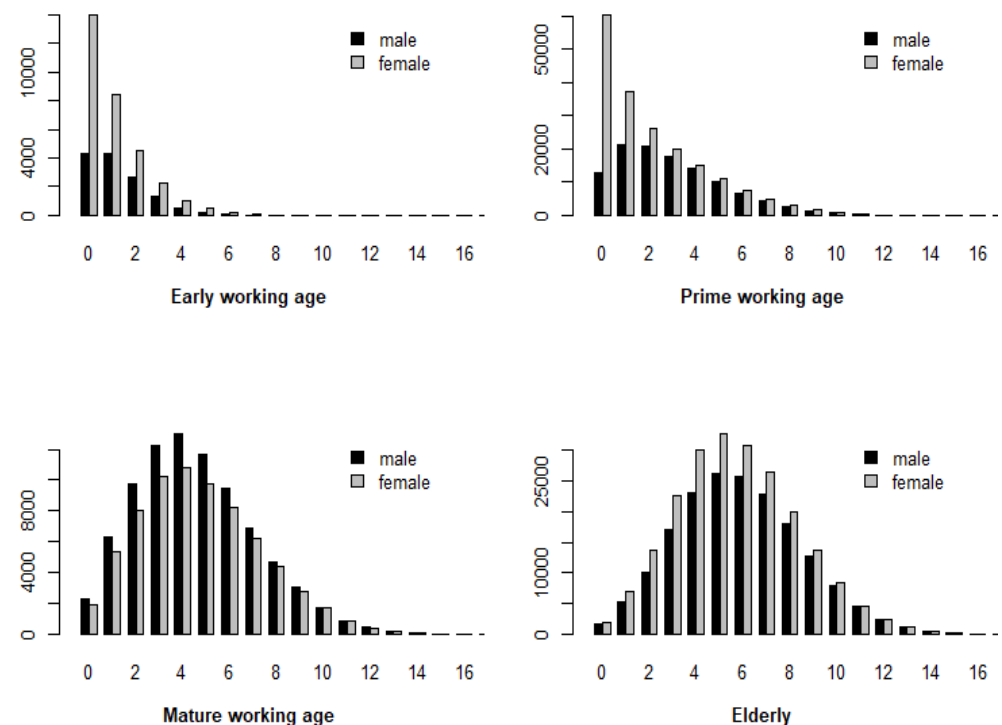 male
female
10000
4000
0
0 2 4 6 8 10 12 14 16
Early working age
male
female
50000
20000
0
0 2 4 6 8 10 12 14 16
Prime working age
male
female
8000
4000
0
0 2 4 6 8 10 12 14 16
Mature working age
male
female
25000
10000
0
0 2 4 6 8 10 12 14 16
Elderly